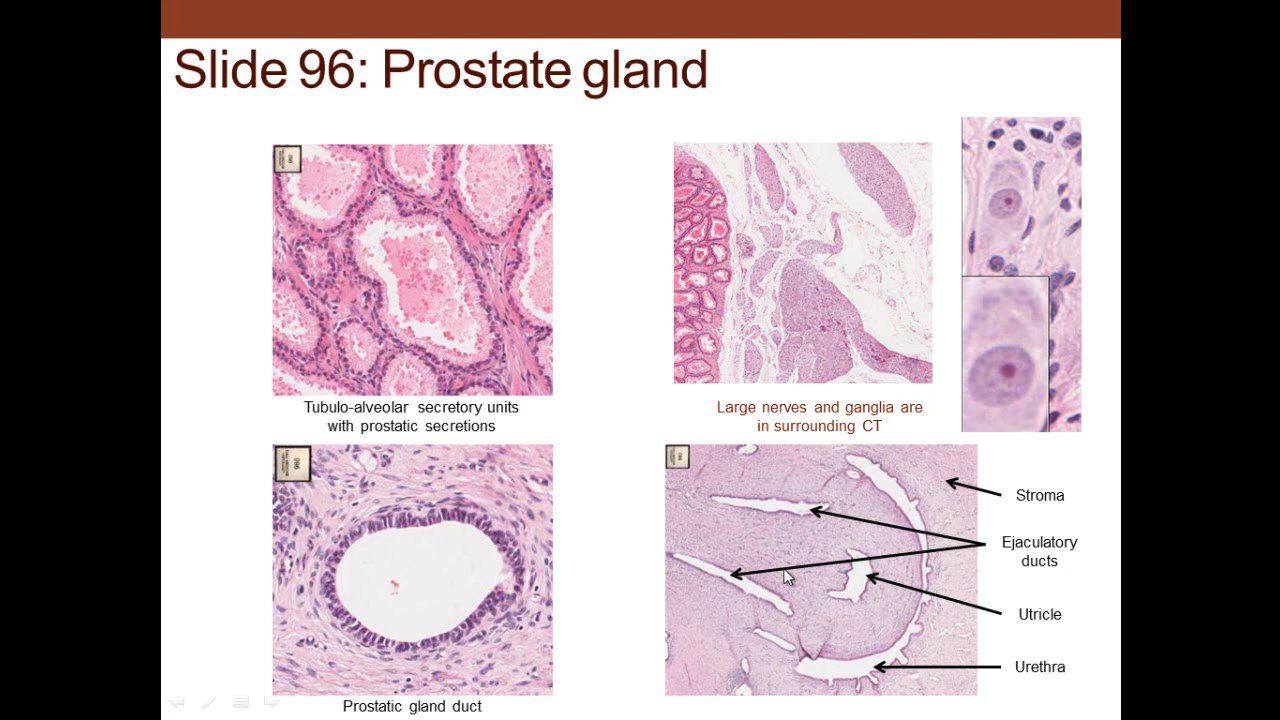 Slide 96: Prostate gland
Tubulo-alveolar secretory units
with prostatic secretions
Large nerves and ganglia are
in surrounding CT
Prostatic gland duct
Stroma
Ejaculatory
ducts
Utricle
Urethra